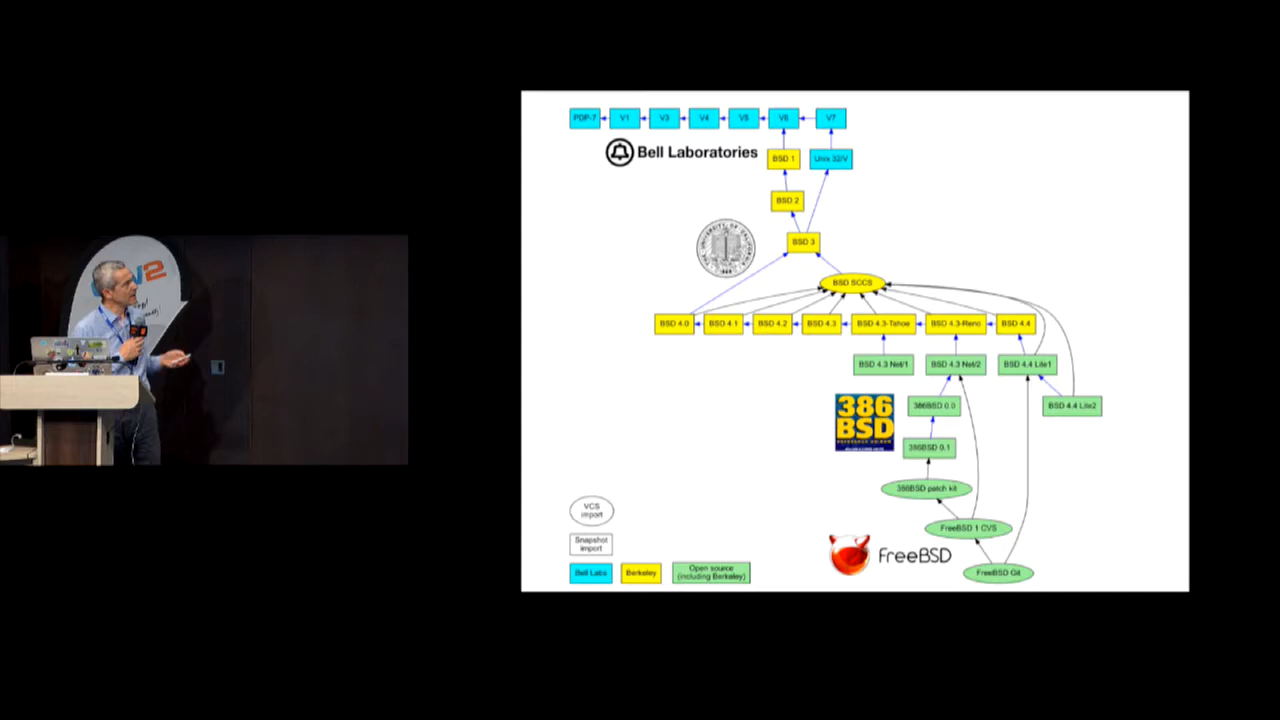 PDP-7 V1 V3 V4 V5 V6 V7
Bell Laboratories
BSD 1
Unix 32/V
BSD 2
THE UNIVERSITY OF CALIFORNIA
BSD 3
BSD SCCS
BSD 4.0 BSD 4.1 BSD 4.2 BSD 4.3 BSD 4.3-Tahoe BSD 4.3-Reno BSD 4.4
BSD 4.3 Net/1 BSD 4.3 Net/2 BSD 4.4 Lite1
386
BSD
386BSD 0.0
BSD 4.4 Lite2
386BSD 0.1
386BSD patch kit
VCS
import
FreeBSD 1 CVS
Snapshot
import
FreeBSD
Bell Labs
Berkeley
Open source
(including Berkeley)
FreeBSD Git